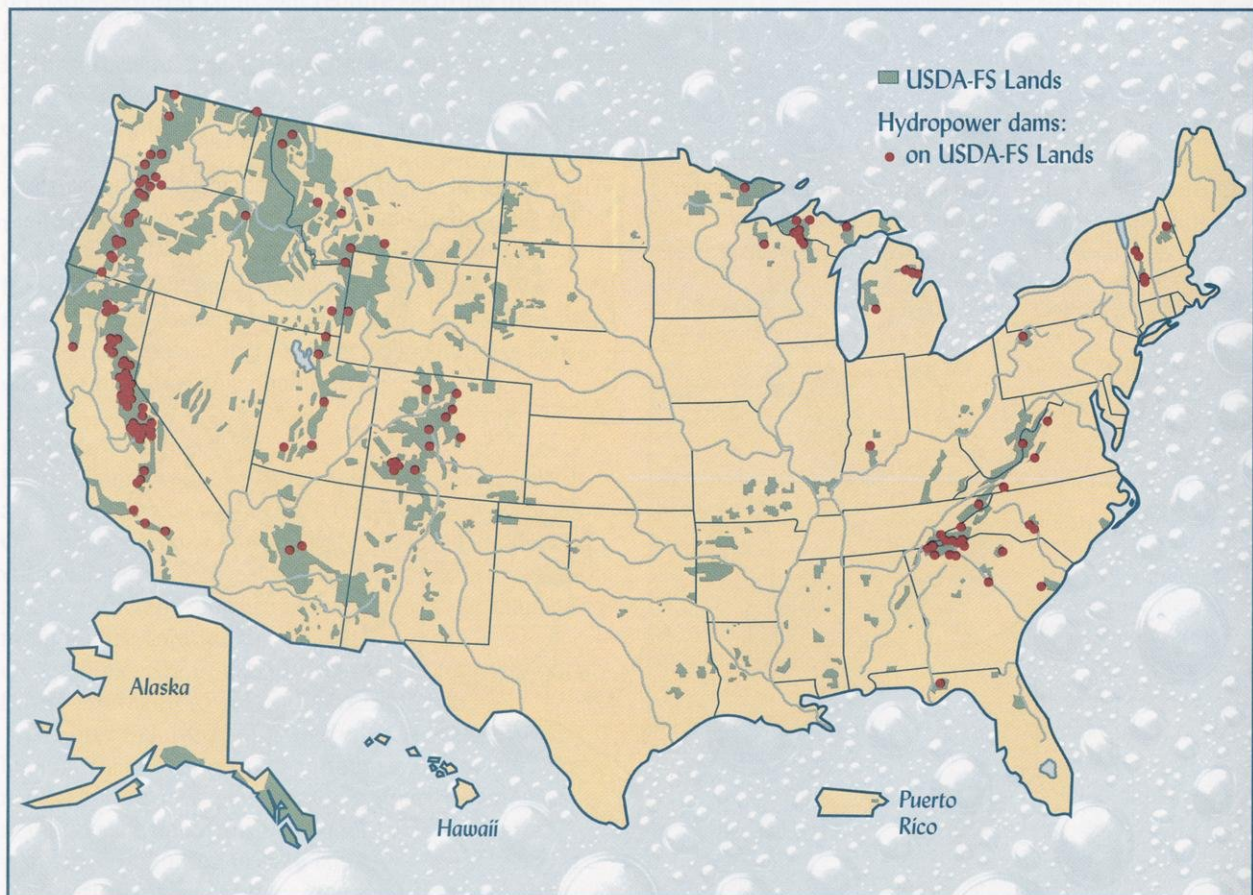 USDA-FS Lands
Hydropower dams:
on USDA-FS Lands
Alaska
Hawaii
Puerto
Rico